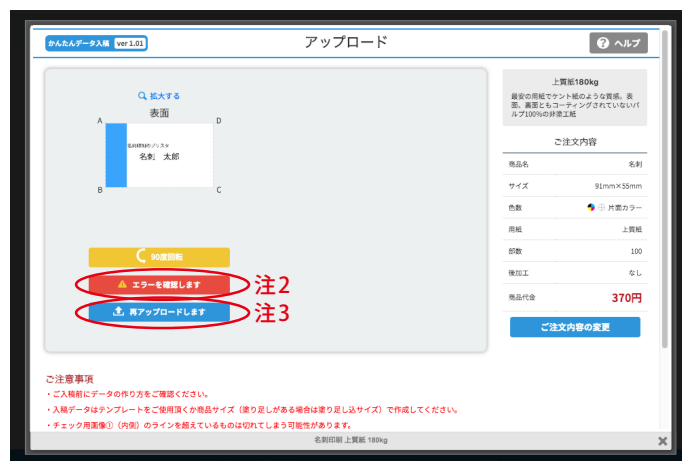 かんたんデータ入稿 ver 1.01
アップロード
? ヘルプ
拡大する
表面
A
D
名刺印刷のプリスタ
名刺 太郎
B
C
90度回転
エラーを確認します
注2
再アップロードします
注3
上質紙180kg
最安の用紙でケント紙のような質感。表
面、裏面ともコーティングされていないパ
ルプ100%の非塗工紙
ご注文内容
商品名 名刺
サイズ 91mm×55mm
色数 片面カラー
用紙 上質紙
部数 100
後加工 なし
商品代金 370円
ご注文内容の変更
ご注意事項
・ご入稿前にデータの作り方をご確認ください。
・入稿データはテンプレートをご使用頂くか商品サイズ（塗り足しがある場合は塗り足し込サイズ）で作成してください。
・チェック用画像①（内側）のラインを超えているものは切れてしまう可能性があります。
名刺印刷 上質紙 180kg